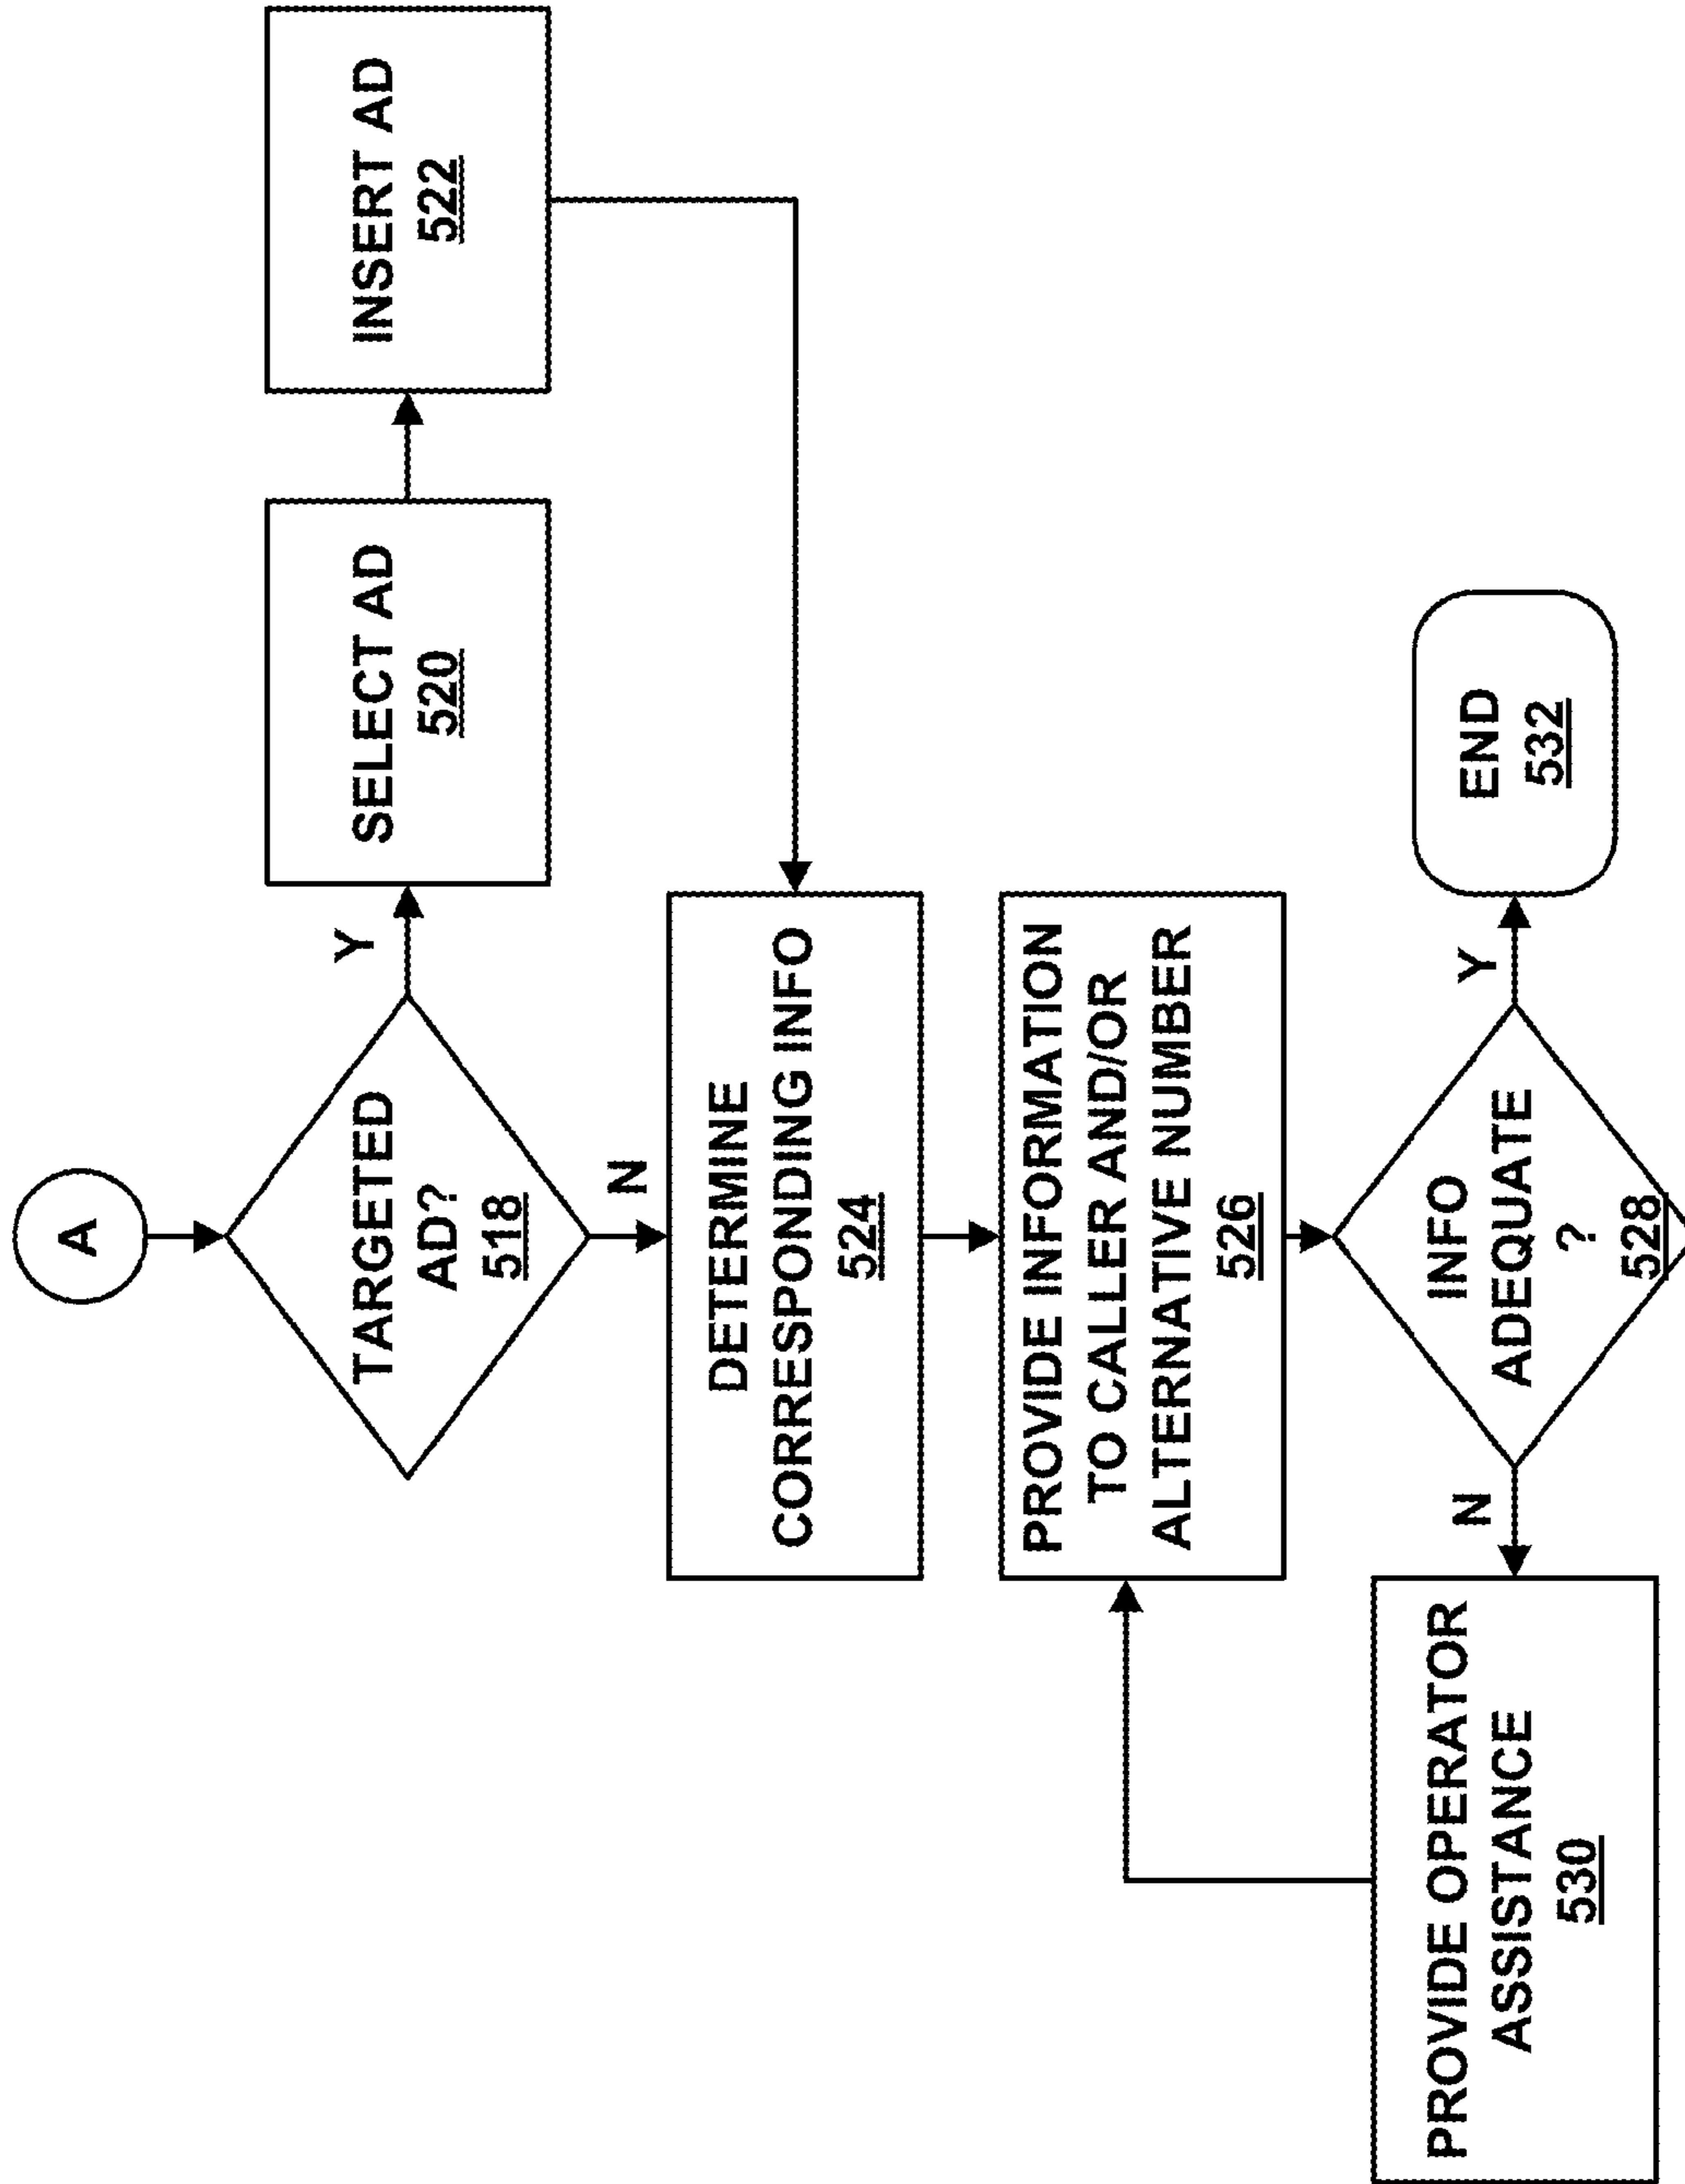 A
TARGETED
AD?
518
Y
N
SELECT AD
520
INSERT AD
522
DETERMINE
CORRESPONDING INFO
524
PROVIDE INFORMATION
TO CALLER AND/OR
ALTERNATIVE NUMBER
526
INFO
ADEQUATE
?
528
Y
N
END
532
PROVIDE OPERATOR
ASSISTANCE
530